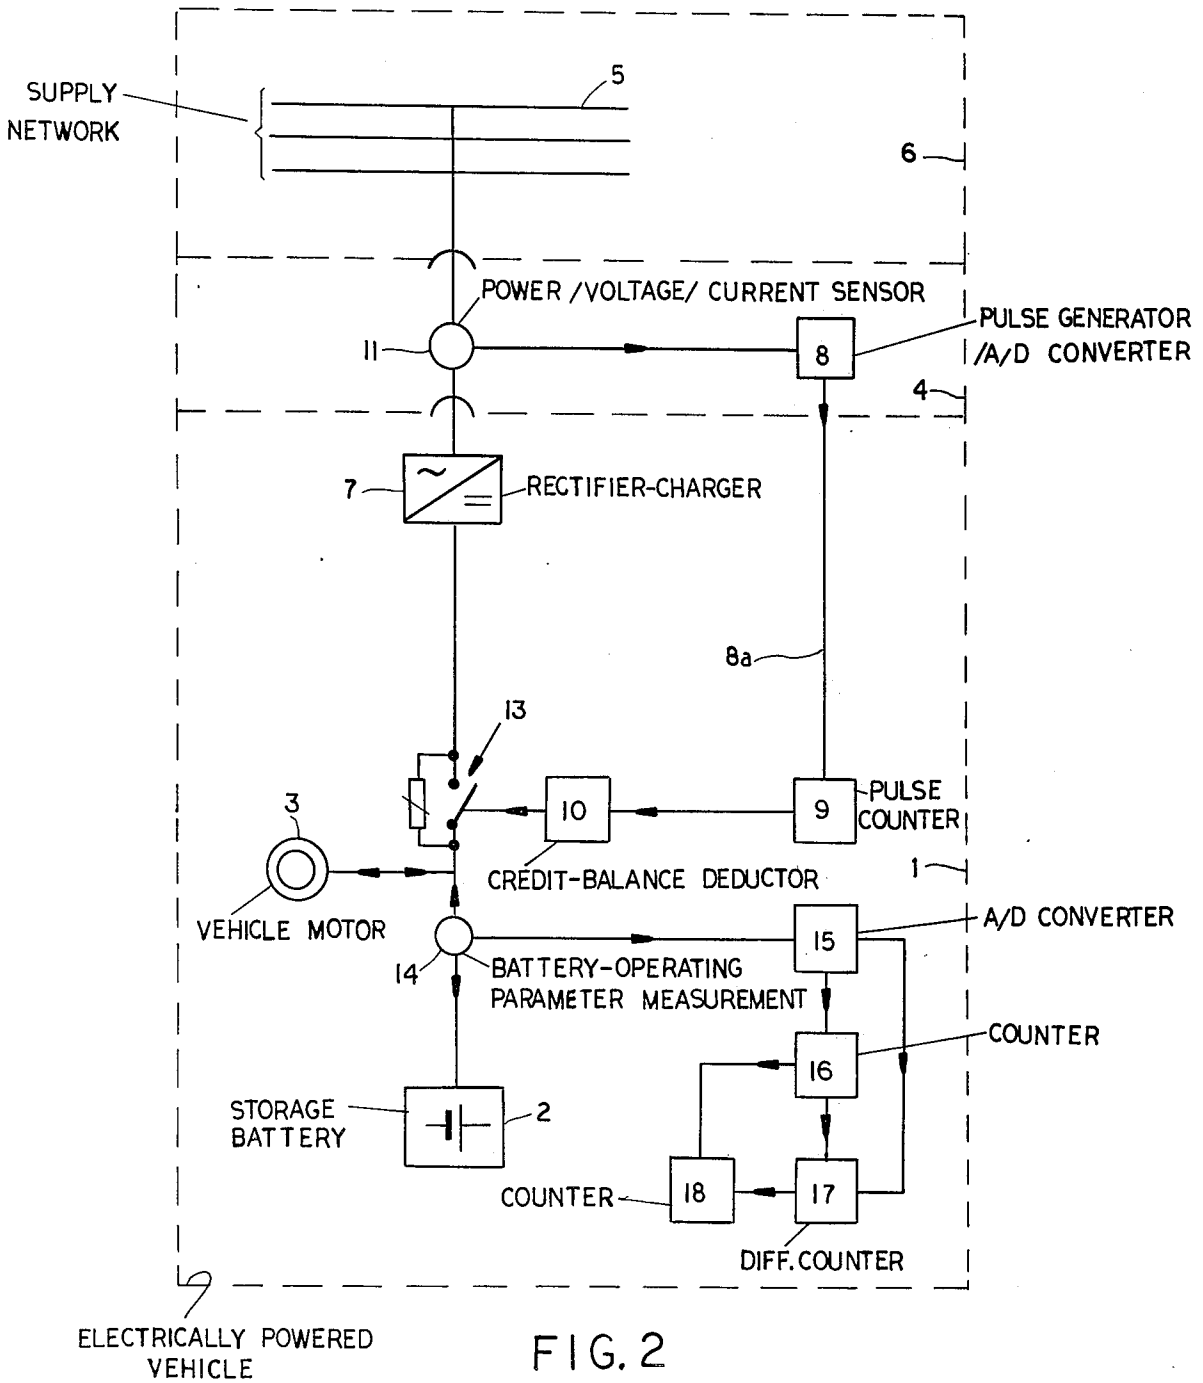 5
SUPPLY
NETWORK
6
POWER /VOLTAGE/ CURRENT SENSOR
PULSE GENERATOR
/A/D CONVERTER
11
8
4
7
RECTIFIER-CHARGER
8a
13
3
10
9
PULSE
COUNTER
1
CREDIT-BALANCE DEDUCTOR
VEHICLE MOTOR
A/D CONVERTER
15
14
BATTERY-OPERATING
PARAMETER MEASUREMENT
COUNTER
16
STORAGE
BATTERY
2
COUNTER
18
17
DIFF.COUNTER
ELECTRICALLY POWERED
VEHICLE
FIG. 2